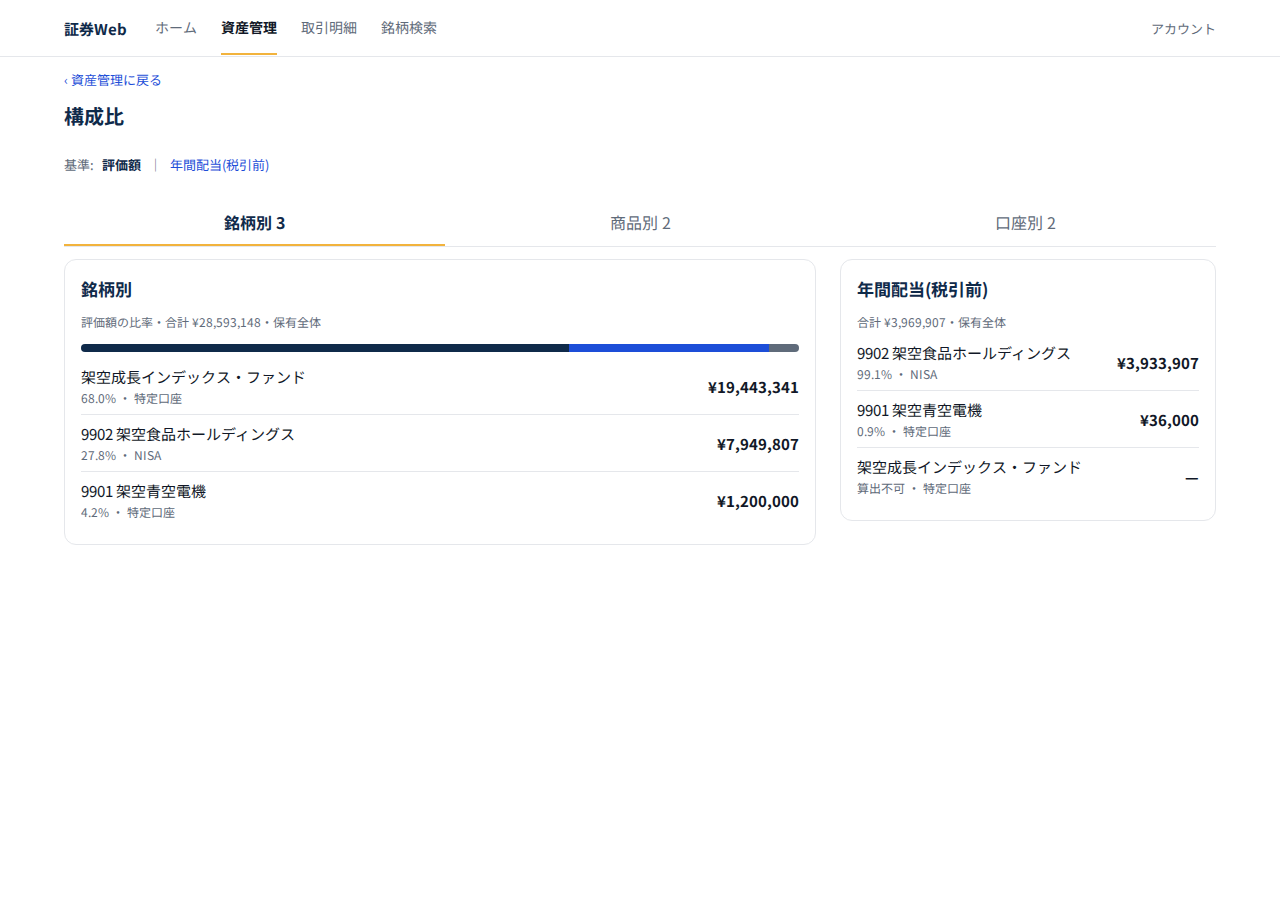 証券Web ホーム 資産管理 取引明細 銘柄検索 アカウント
‹ 資産管理に戻る
構成比
基準: 評価額 | 年間配当(税引前)
銘柄別 3 商品別 2 口座別 2
銘柄別
評価額の比率・合計 ¥28,593,148・保有全体
架空成長インデックス・ファンド ¥19,443,341
68.0% ・ 特定口座
9902 架空食品ホールディングス ¥7,949,807
27.8% ・ NISA
9901 架空青空電機 ¥1,200,000
4.2% ・ 特定口座
年間配当(税引前)
合計 ¥3,969,907・保有全体
9902 架空食品ホールディングス ¥3,933,907
99.1% ・ NISA
9901 架空青空電機 ¥36,000
0.9% ・ 特定口座
架空成長インデックス・ファンド —
算出不可 ・ 特定口座